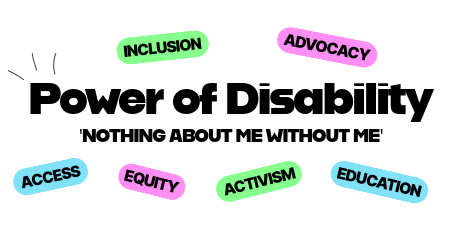 INCLUSION
ADVOCACY
Power of Disability
'NOTHING ABOUT ME WITHOUT ME'
ACCESS
EQUITY
ACTIVISM
EDUCATION